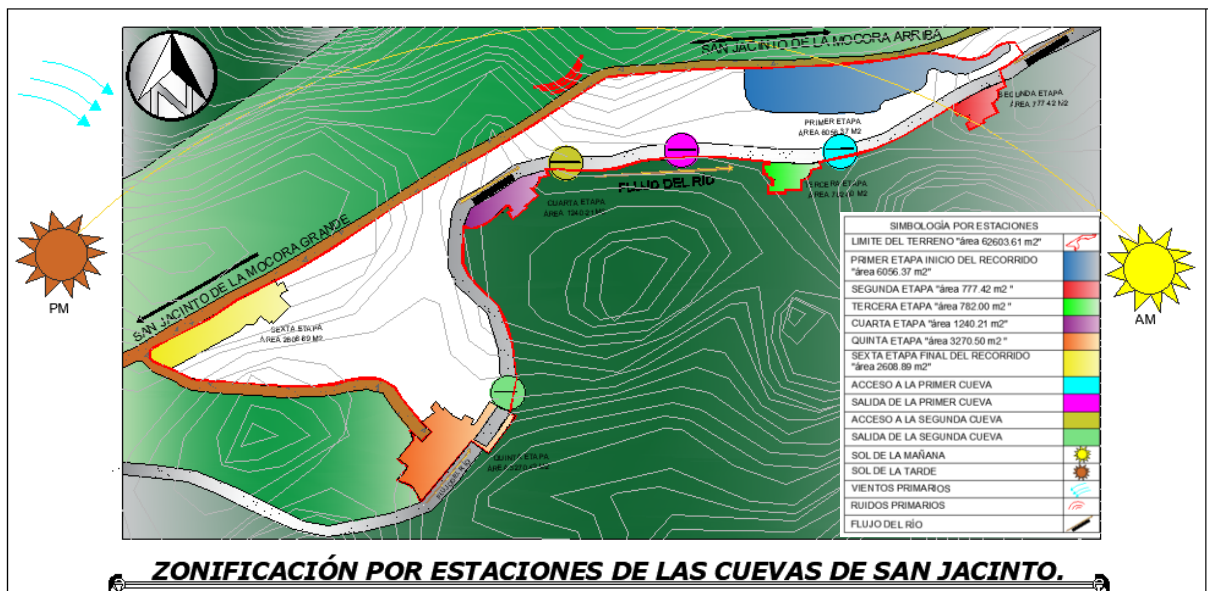 SAN JACINTO DE LA MOCORA ARRIBA
SEGUNDA ETAPA
ÁREA 777.42 M2
PRIMER ETAPA
ÁREA 6056.37 M2
FLUJO DEL RÍO
TERCERA ETAPA
ÁREA
CUARTA ETAPA
ÁREA 1240.21 M2
SAN JACINTO DE LA MOCORA GRANDE
PM
AM
SEXTA ETAPA
ÁREA 2608.89 M2
QUINTA ETAPA
SIMBOLOGÍA POR ESTACIONES
LIMITE DEL TERRENO "área 62603.61 m2"
PRIMER ETAPA INICIO DEL RECORRIDO
"área 6056.37 m2"
SEGUNDA ETAPA "área 777.42 m2 "
TERCERA ETAPA "área 782.00 m2 "
CUARTA ETAPA "área 1240.21 m2"
QUINTA ETAPA "área 3270.50 m2 "
SEXTA ETAPA FINAL DEL RECORRIDO
"área 2608.89 m2"
ACCESO A LA PRIMER CUEVA
SALIDA DE LA PRIMER CUEVA
ACCESO A LA SEGUNDA CUEVA
SALIDA DE LA SEGUNDA CUEVA
SOL DE LA MAÑANA
SOL DE LA TARDE
VIENTOS PRIMARIOS
RUIDOS PRIMARIOS
FLUJO DEL RÍO
ZONIFICACIÓN POR ESTACIONES DE LAS CUEVAS DE SAN JACINTO.